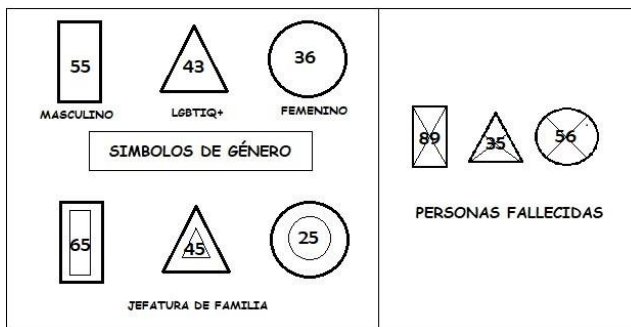 55
43
36
MASCULINO
LGBTIQ+
FEMENINO
SIMBOLOS DE GÉNERO
65
45
25
JEFATURA DE FAMILIA
89
35
56
PERSONAS FALLECIDAS